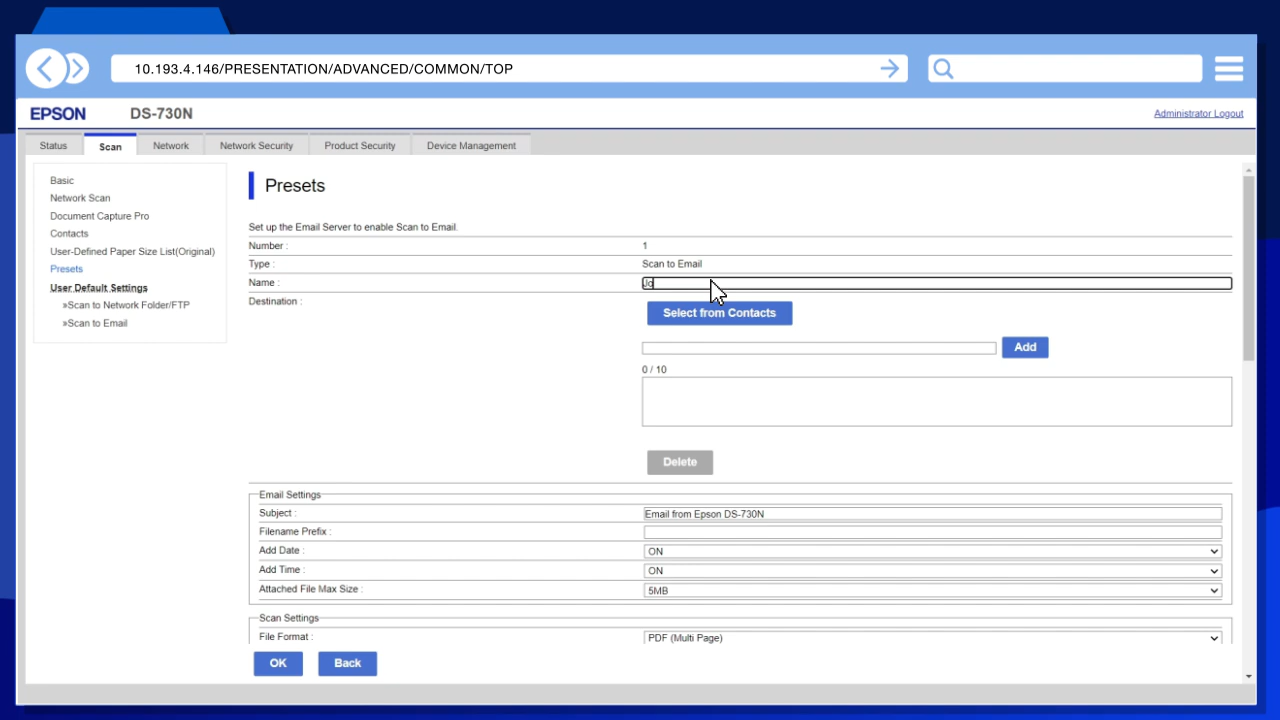 10.193.4.146/PRESENTATION/ADVANCED/COMMON/TOP
EPSON DS-730N Administrator Logout
Status Scan Network Network Security Product Security Device Management
Basic
Network Scan
Document Capture Pro
Contacts
User-Defined Paper Size List(Original)
Presets
User Default Settings
»Scan to Network Folder/FTP
»Scan to Email
Presets
Set up the Email Server to enable Scan to Email.
Number : 1
Type : Scan to Email
Name : Jo
Destination :
Select from Contacts
Add
0 / 10
Delete
Email Settings
Subject : Email from Epson DS-730N
Filename Prefix :
Add Date : ON
Add Time : ON
Attached File Max Size : 5MB
Scan Settings
File Format : PDF (Multi Page)
OK Back